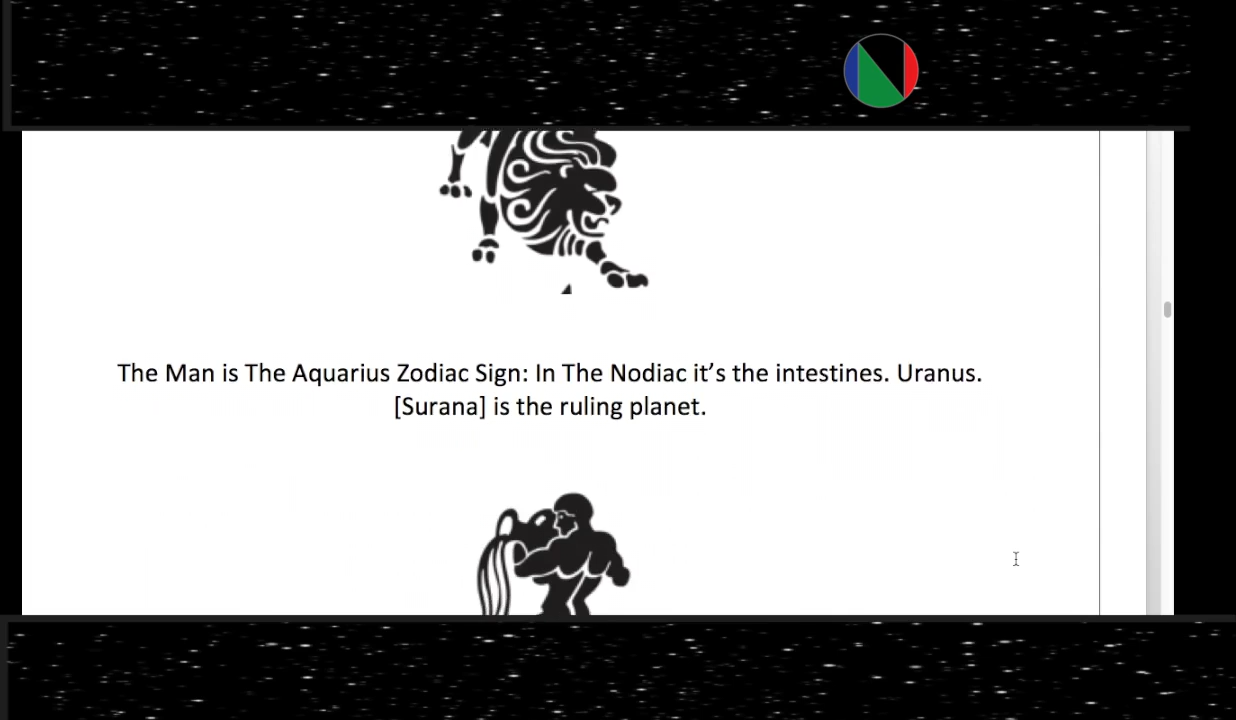 The Man is The Aquarius Zodiac Sign: In The Nodiac it’s the intestines. Uranus.
[Surana] is the ruling planet.